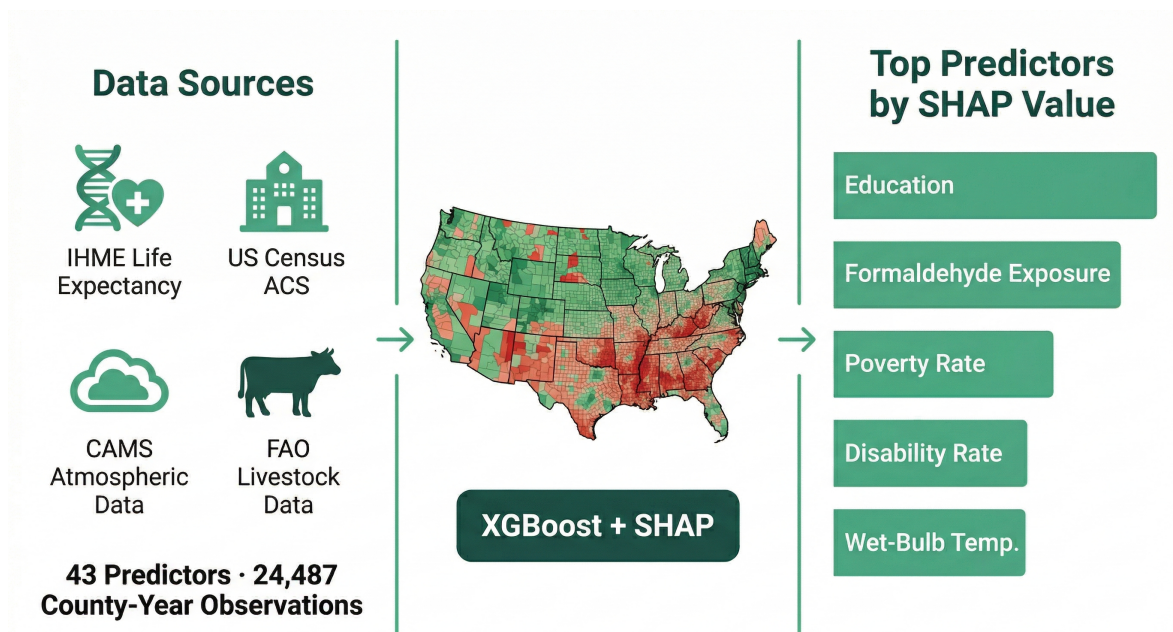 Data Sources
IHME Life
Expectancy
US Census
ACS
CAMS
Atmospheric
Data
FAO
Livestock
Data
43 Predictors · 24,487
County-Year Observations
XGBoost + SHAP
Top Predictors
by SHAP Value
Education
Formaldehyde Exposure
Poverty Rate
Disability Rate
Wet-Bulb Temp.